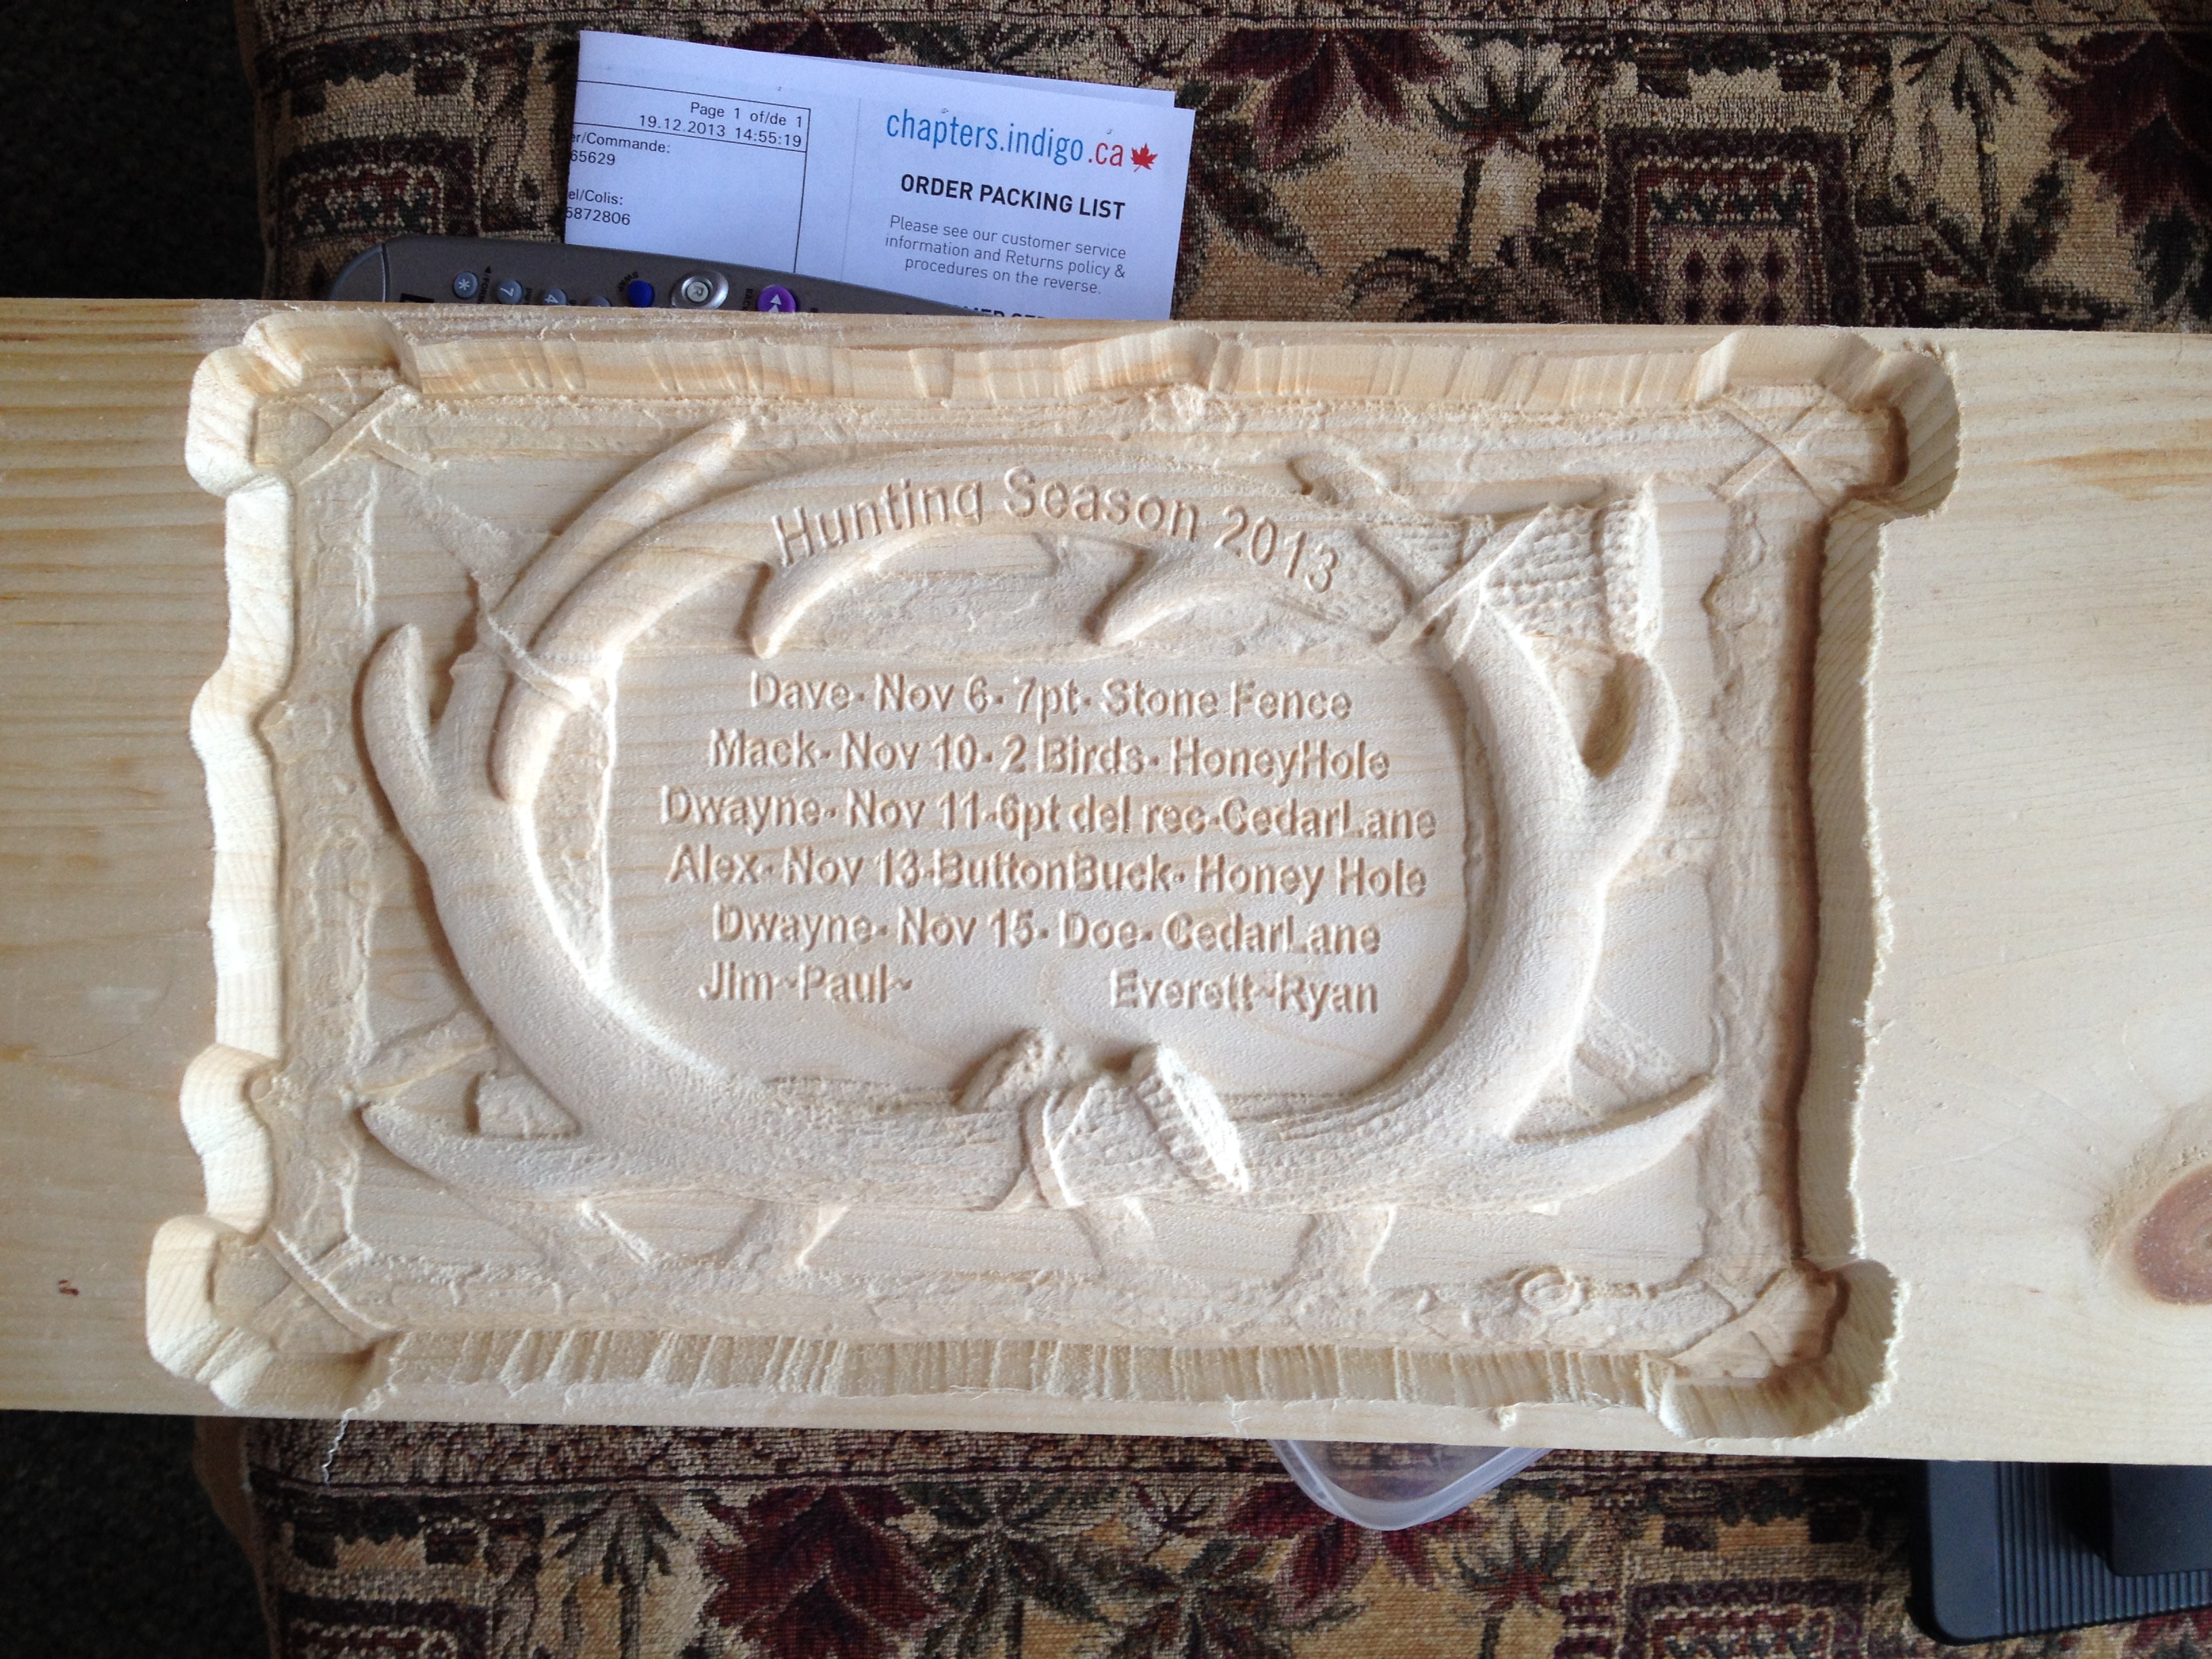 Page 1 of/de 1
19.12.2013 14:55:19
er/Commande:
65629
el/Colis:
5872806
chapters.indigo.ca
ORDER PACKING LIST
Please see our customer service
information and Returns policy &
procedures on the reverse.
Hunting Season 2013
Dave- Nov 6- 7pt- Stone Fence
Mack- Nov 10- 2 Birds- HoneyHole
Dwayne- Nov 11-6pt del rec-CedarLane
Alex- Nov 13-ButtonBuck- Honey Hole
Dwayne- Nov 15- Doe- CedarLane
Jim~Paul~ Everett~Ryan